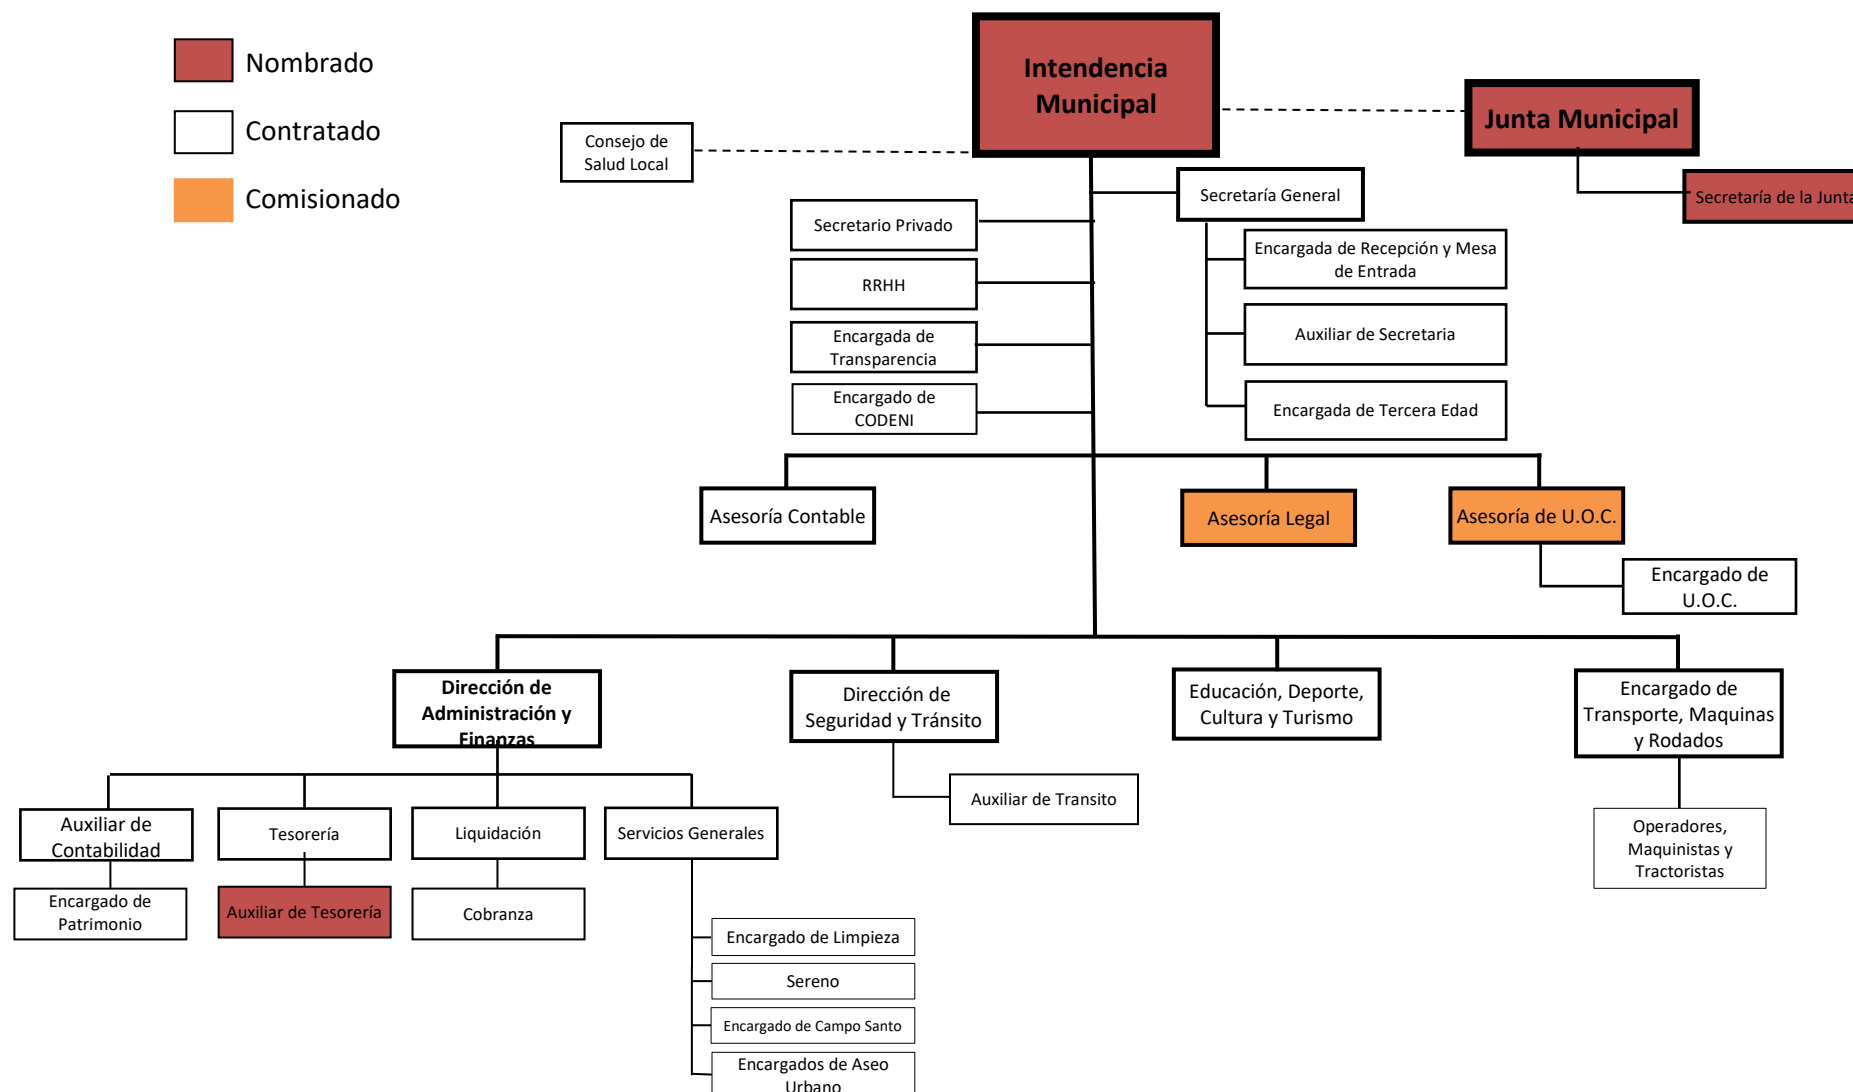 Nombrado
Contratado
Comisionado
Intendencia
Municipal
Junta Municipal
Consejo de
Salud Local
Secretaría General
Secretaría de la Junta
Secretario Privado
Encargada de Recepción y Mesa
de Entrada
RRHH
Encargada de
Transparencia
Auxiliar de Secretaria
Encargado de
CODENI
Encargada de Tercera Edad
Asesoría Contable
Asesoría Legal
Asesoría de U.O.C.
Encargado de
U.O.C.
Dirección de
Administración y
Finanzas
Dirección de
Seguridad y Tránsito
Educación, Deporte,
Cultura y Turismo
Encargado de
Transporte, Maquinas
y Rodados
Auxiliar de Transito
Auxiliar de
Contabilidad
Tesorería
Liquidación
Servicios Generales
Operadores,
Maquinistas y
Tractoristas
Encargado de
Patrimonio
Auxiliar de Tesorería
Cobranza
Encargado de Limpieza
Sereno
Encargado de Campo Santo
Encargados de Aseo
Urbano